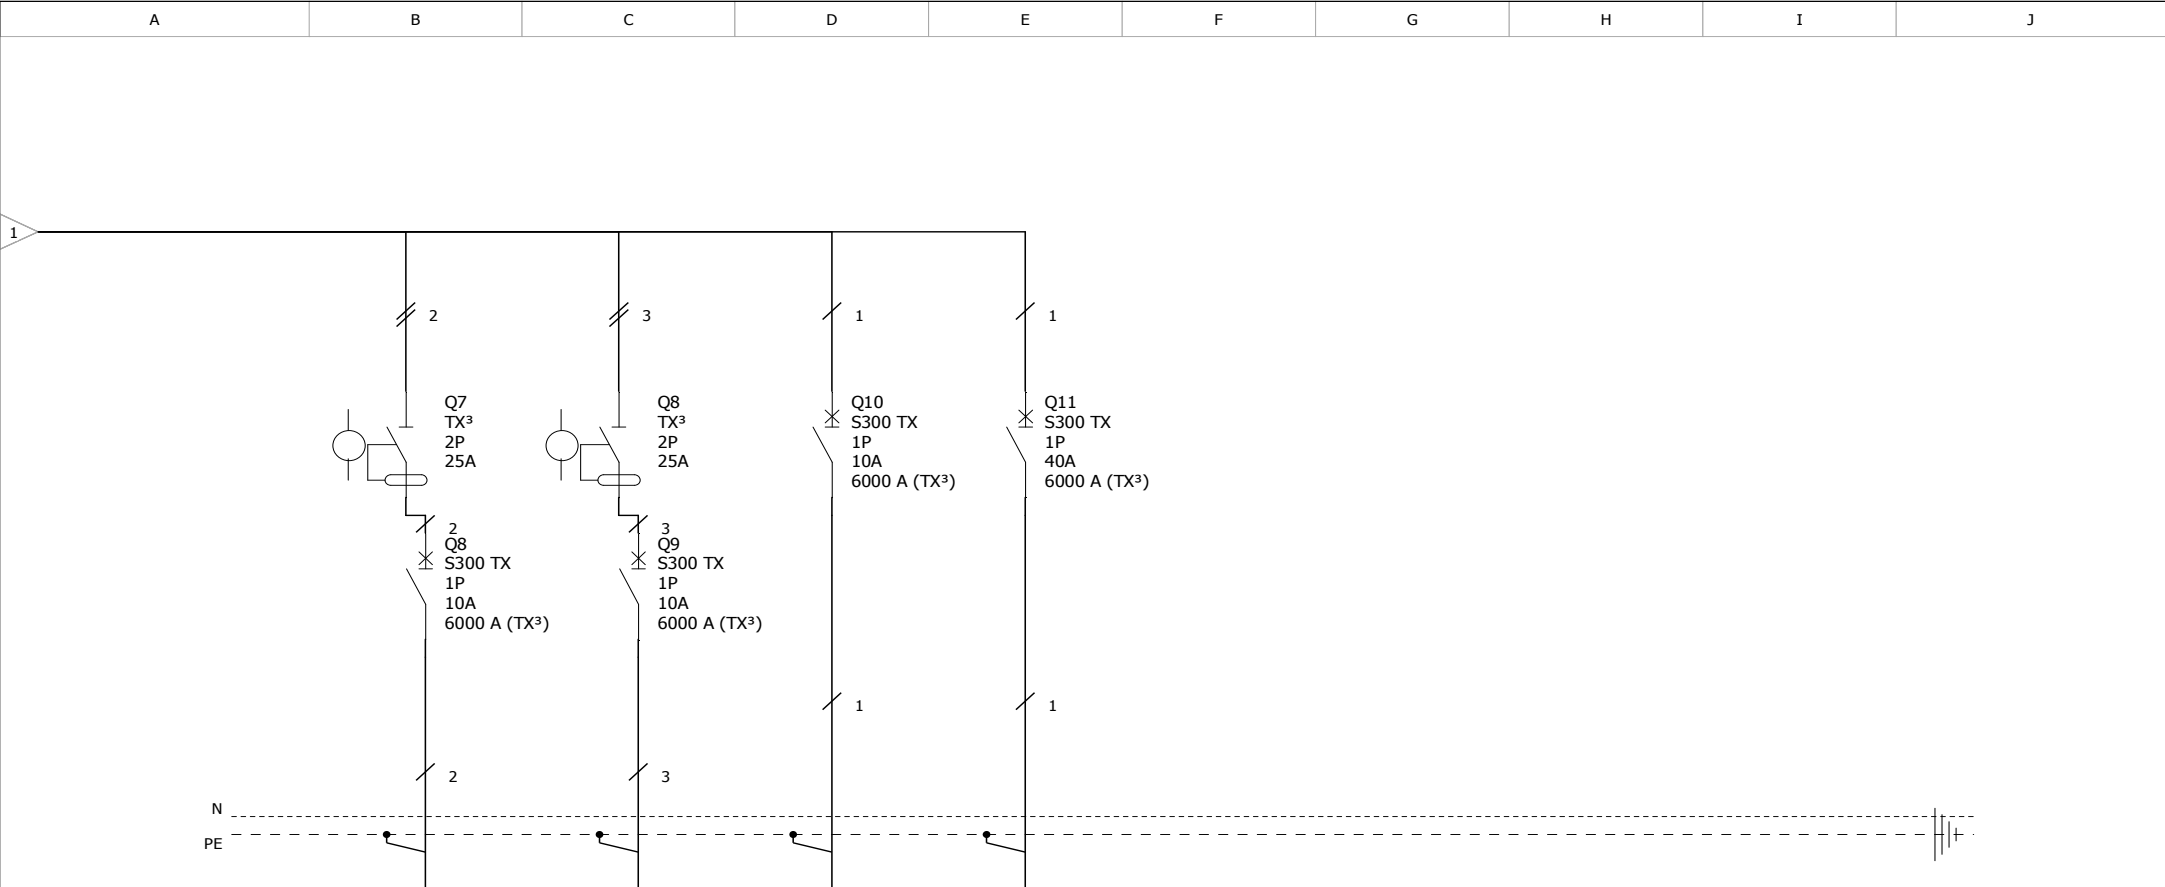 A B C D E F G H I J
1
2 3 1 1
Q7
TX³
2P
25A
Q8
TX³
2P
25A
Q10
S300 TX
1P
10A
6000 A (TX³)
Q11
S300 TX
1P
40A
6000 A (TX³)
2
Q8
S300 TX
1P
10A
6000 A (TX³)
3
Q9
S300 TX
1P
10A
6000 A (TX³)
1 1
2 3
N
PE